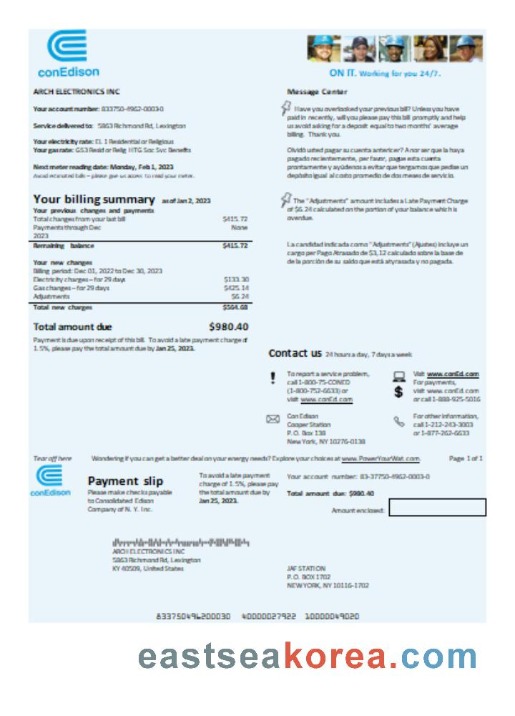 conEdison
ON IT. Working for you 24/7.
ARCH ELECTRONICS INC
Your account number: 833750-4962-0003-0
Service delivered to: 5863 Richmond Rd, Lexington
Your electricity rate: EL 1 Residential or Religious
Your gas rate: GS3 Resid or Relig HTG Soc Svc Benefits
Next meter reading date: Monday, Feb 1, 2023
Avoid estimated bills – please give us access to read your meter.
Your billing summary as of Jan 2, 2023
Your previous changes and payments
Total changes from your last bill $415.72
Payments through Dec None
2023
Remaining balance $415.72
Your new changes
Billing period: Dec 01, 2022 to Dec 30, 2023
Electricity charges – for 29 days $133.30
Gas changes – for 29 days $425.14
Adjustments $6.24
Total new charges $564.68
Total amount due $980.40
Payment is due upon receipt of this bill. To avoid a late payment charge of
1.5%, please pay the total amount due by Jan 25, 2023.
Message Center
Have you overlooked your previous bill? Unless you have
paid in recently, will you please pay this bill promptly and help
us avoid asking for a deposit equal to two months' average
billing. Thank you.
Olvidó usted pagar su cuenta anterior? A nor ser que la haya
pagado recientemente, per favor, pague esta cuenta
prontamente y ayúdenos a evitar que tergamos que pedise un
depósito igual al costo promedio de dos meses de servicio.
The "Adjustments" amount includes a Late Payment Charge
of $6.24 calculated on the portion of your balance which is
overdue.
La candidad indicada como "Adjustments" (Ajustes) incluye un
cargo per Pago Atrasado de $3,12 calculado sobre la base
de la porción de su saldo que está atyrasada y no pagada.
Contact us 24 hours a day, 7 days a week
To report a service problem,
call 1-800-75-CONED
(1-800-752-6633) or
visit www.conEd.com
Visit www.conEd.com
For payments,
visit www.conEd.com
or call 1-888-925-5016
Con Edison
Cooper Station
P.O. Box 138
New York, NY 10276-0138
For other information,
call 1-212-243-3003
or 1-877-262-6633
Tear off here Wondering if you can get a better deal on your energy needs? Explore your choices at www.PowerYourWat.com. Page 1 of 1
conEdison
Payment slip
Please make checks payable
to Consolidated Edison
Company of N. Y. Inc.
To avoid a late payment
charge of 1.5%, please pay
the total amount due by
Jan 25, 2023.
Your account number: 83-37750-4962-0003-0
Total amount due: $980.40
Amount enclosed:
ARCH ELECTRONICS INC
5863 Richmond Rd, Lexington
KY 40509, United States
JAF STATION
P.O. BOX 1702
NEW YORK, NY 10116-1702
833750496200030 40000027922 10000049020
eastseakorea.com